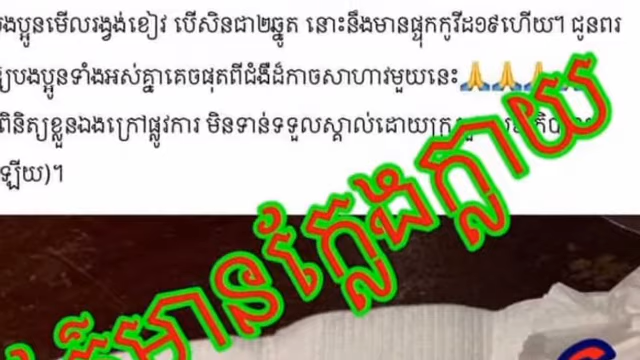 បងប្អូនមើលរង្វង់ខៀវ បើសិនជា២ឆ្នូត នោះនឹងមានផ្ទុកកូវីដ១៩ហើយ។ ជូនពរ
ឱ្យបងប្អូនទាំងអស់គ្នាគេចផុតពីជំងឺដ៏កាចសាហាវមួយនេះ🙏🙏🙏
ពិនិត្យខ្លួនឯងក្រៅផ្លូវការ មិនទាន់ទទួលស្គាល់ដោយ
ឡើយ)។
ព័ត៌មានក្លែងក្លាយ